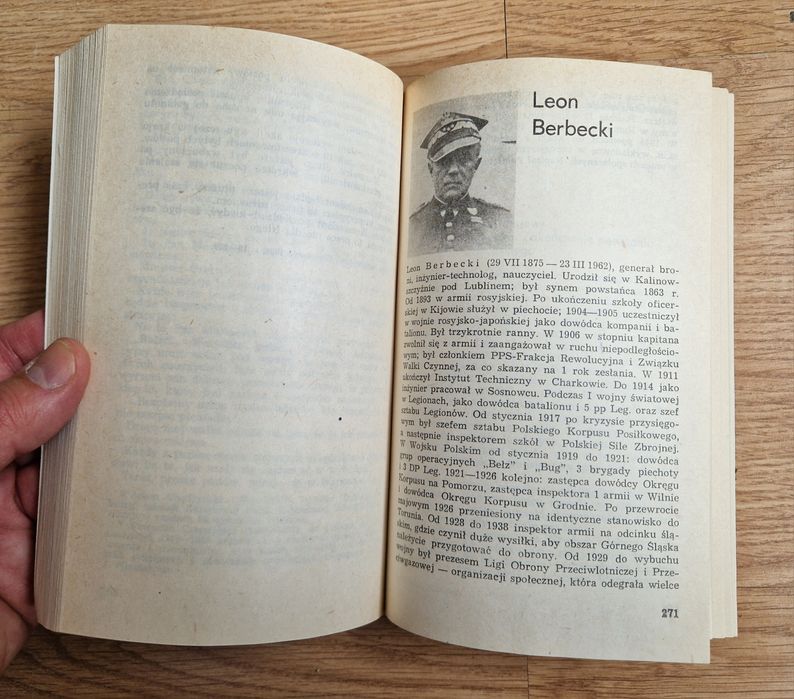 Leon
Berbecki
Leon Berbecki (29 VII 1875 — 23 III 1962), generał bro-
ni, inżynier-technolog, nauczyciel. Urodził się w Kalinow-
szczyźnie pod Lublinem; był synem powstańca 1863 r.
Od 1893 w armii rosyjskiej. Po ukończeniu szkoły oficer-
skiej w Kijowie służył w piechocie; 1904—1905 uczestniczył
w wojnie rosyjsko-japońskiej jako dowódca kompanii i ba-
talionu. Był trzykrotnie ranny. W 1906 w stopniu kapitana
zwolnił się z armii i zaangażował w ruchu niepodległościo-
wym; był członkiem PPS-Frakcja Rewolucyjna i Związku
Walki Czynnej, za co skazany na 1 rok zesłania. W 1911
ukończył Instytut Techniczny w Charkowie. Do 1914 jako
inżynier pracował w Sosnowcu. Podczas I wojny światowej
w Legionach, jako dowódca batalionu i 5 pp Leg. oraz szef
sztabu Legionów. Od stycznia 1917 po kryzysie przysięgo-
wym był szefem sztabu Polskiego Korpusu Posiłkowego,
a następnie inspektorem szkół w Polskiej Sile Zbrojnej.
W Wojsku Polskim od stycznia 1919 do 1921: dowódca
grup operacyjnych „Bełz” i „Bug”, 3 brygady piechoty
i 3 DP Leg. 1921—1926 kolejno: zastępca dowódcy Okręgu
Korpusu na Pomorzu, zastępca inspektora 1 armii w Wilnie
i dowódca Okręgu Korpusu w Grodnie. Po przewrocie
majowym 1926 przeniesiony na identyczne stanowisko do
Torunia. Od 1928 do 1938 inspektor armii na odcinku ślą-
skim, gdzie czynił duże wysiłki, aby obszar Górnego Śląska
należycie przygotować do obrony. Od 1929 do wybuchu
wojny był prezesem Ligi Obrony Przeciwlotniczej i Prze-
ciwgazowej — organizacji społecznej, która odegrała wielce
271